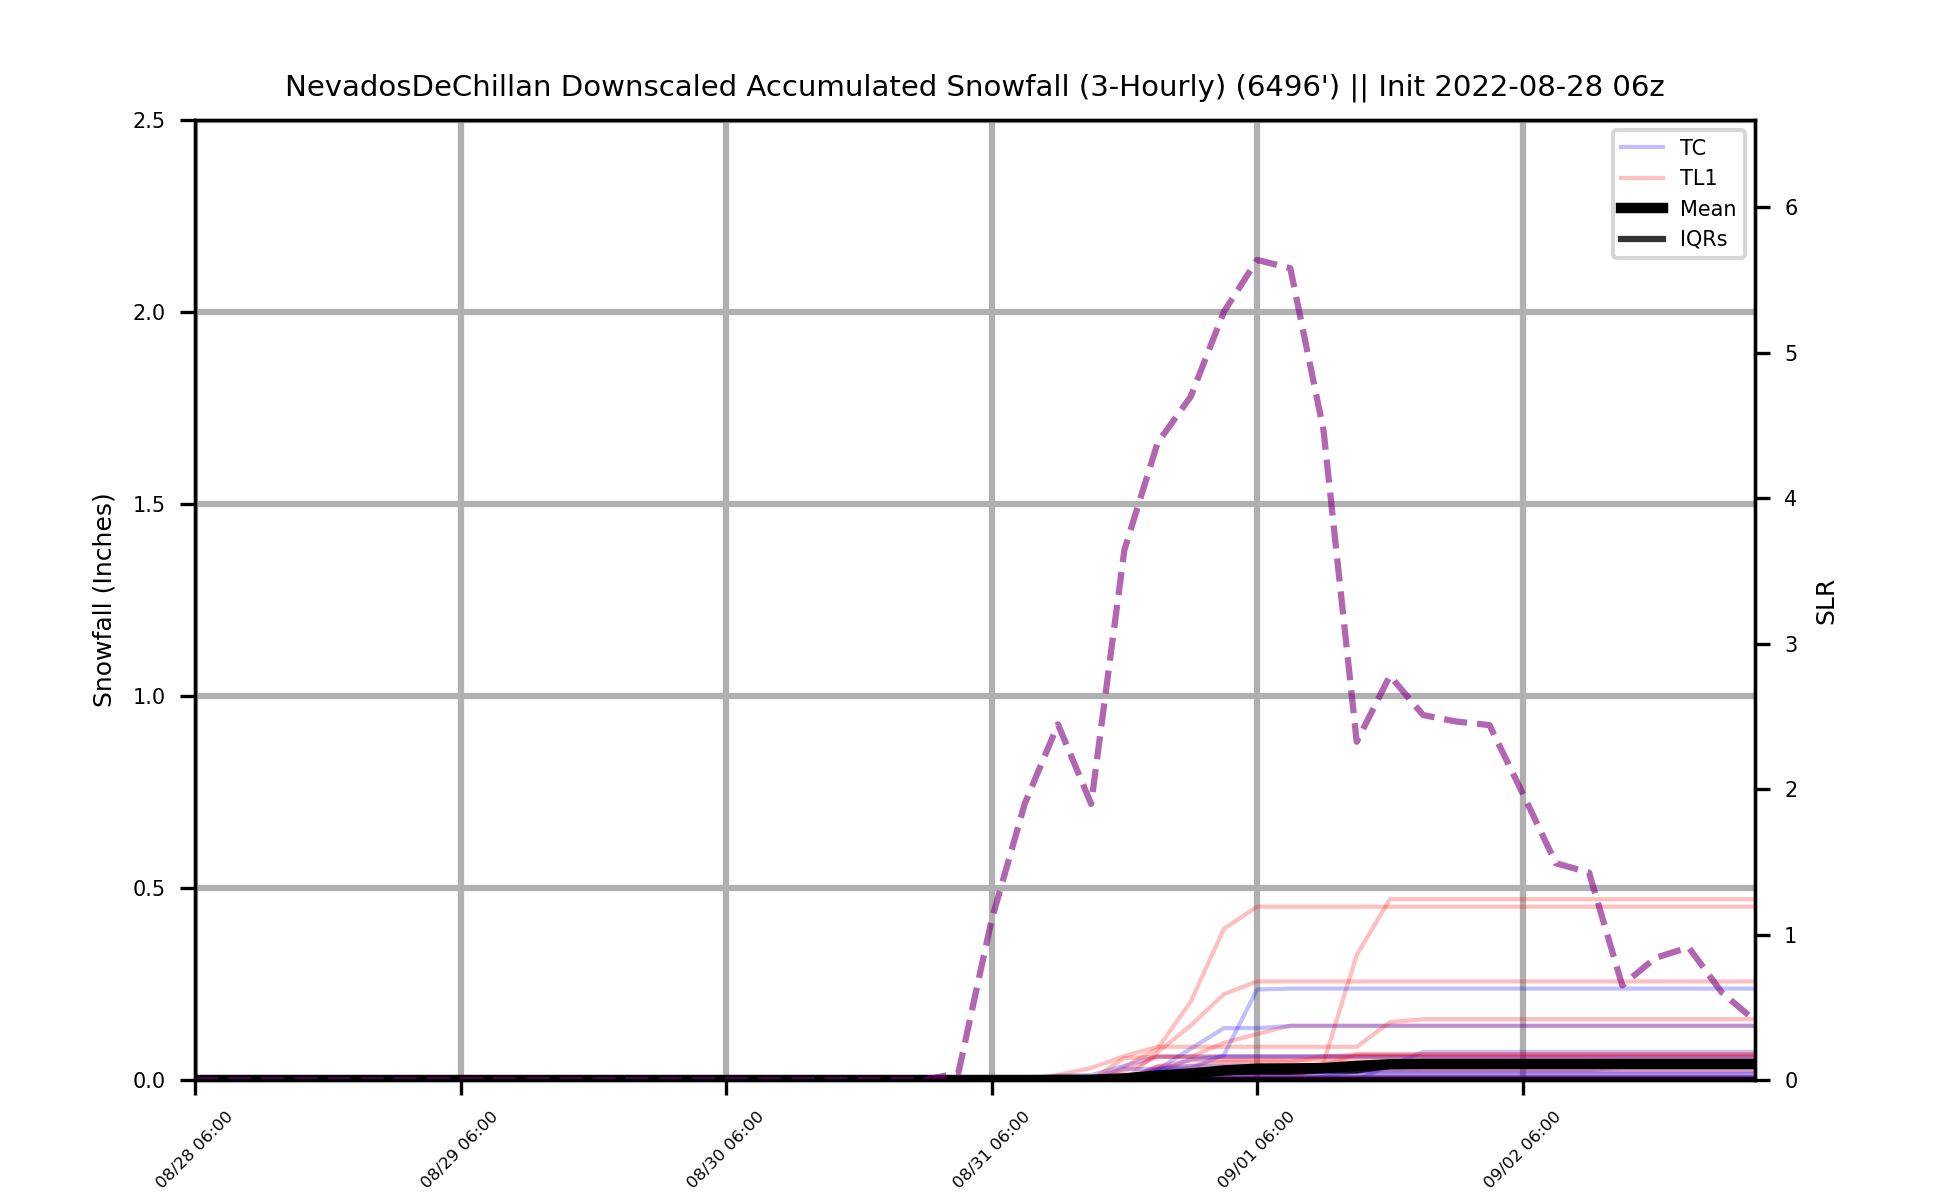 NevadosDeChillan Downscaled Accumulated Snowfall (3-Hourly) (6496') || Init 2022-08-28 06z
TC
TL1
Mean
IQRs
Snowfall (Inches)
2.5
2.0
1.5
1.0
0.5
0.0
6
5
4
3
2
1
0
SLR
08/28 06:00
08/29 06:00
08/30 06:00
08/31 06:00
09/01 06:00
09/02 06:00